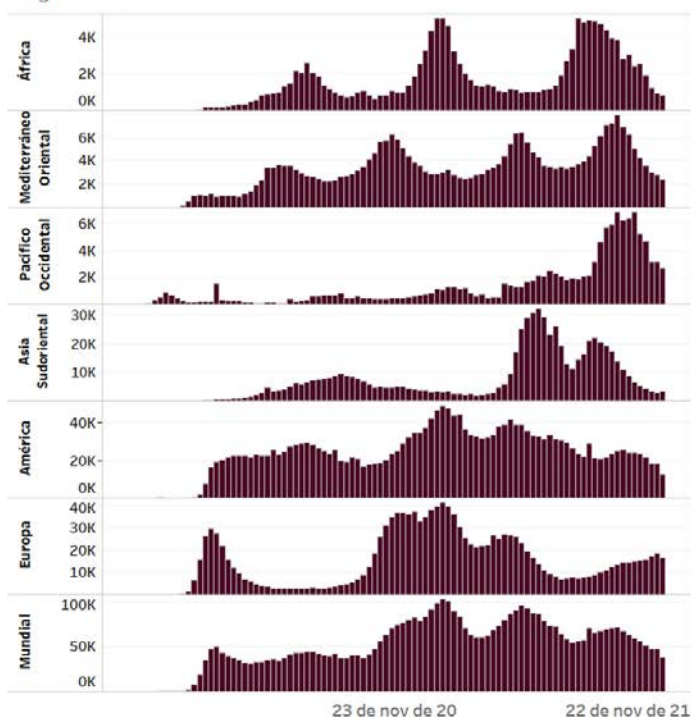 África
4K
2K
0K
Mediterráneo
Oriental
6K
4K
2K
Pacífico
Occidental
6K
4K
2K
Asia
Sudoriental
30K
20K
10K
América
40K
20K
0K
Europa
40K
30K
20K
10K
Mundial
100K
50K
0K
23 de nov de 20
22 de nov de 21